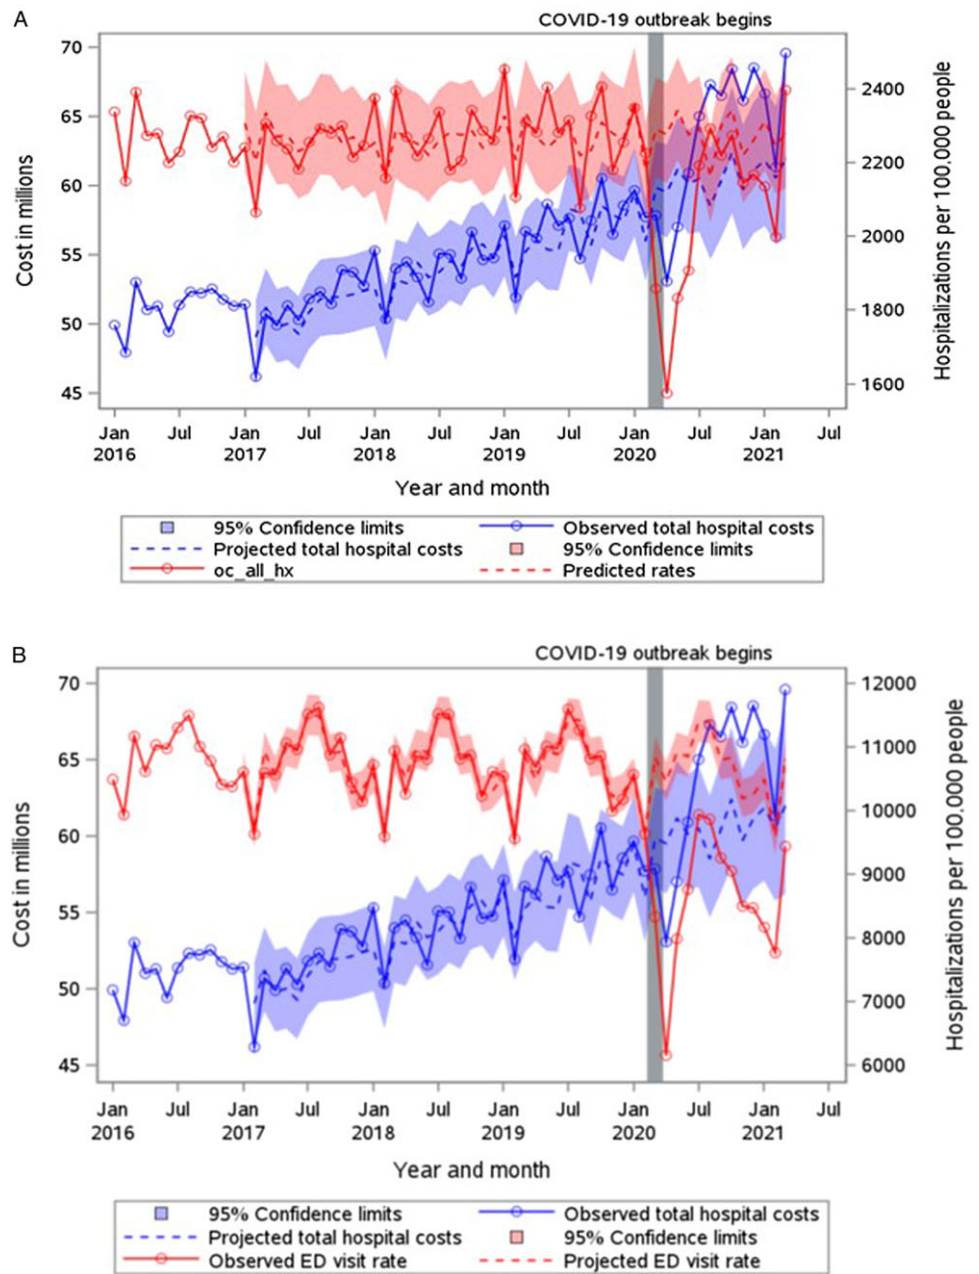 A
COVID-19 outbreak begins
70
65
60
55
50
45
Cost in millions
2400
2200
2000
1800
1600
Hospitalizations per 100,000 people
Jan Jul Jan Jul Jan Jul Jan Jul Jan Jul Jan Jul
2016 2017 2018 2019 2020 2021
Year and month
95% Confidence limits Observed total hospital costs
Projected total hospital costs 95% Confidence limits
oc_all_hx Predicted rates
B
COVID-19 outbreak begins
70
65
60
55
50
45
Cost in millions
12000
11000
10000
9000
8000
7000
6000
Hospitalizations per 100,000 people
Jan Jul Jan Jul Jan Jul Jan Jul Jan Jul Jan Jul
2016 2017 2018 2019 2020 2021
Year and month
95% Confidence limits Observed total hospital costs
Projected total hospital costs 95% Confidence limits
Observed ED visit rate Projected ED visit rate